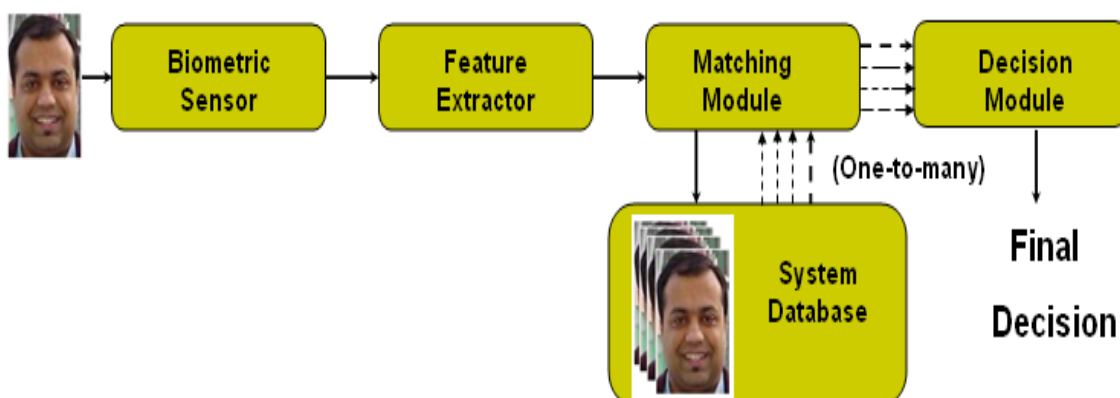 Biometric
Sensor
Feature
Extractor
Matching
Module
Decision
Module
(One-to-many)
System
Database
Final
Decision